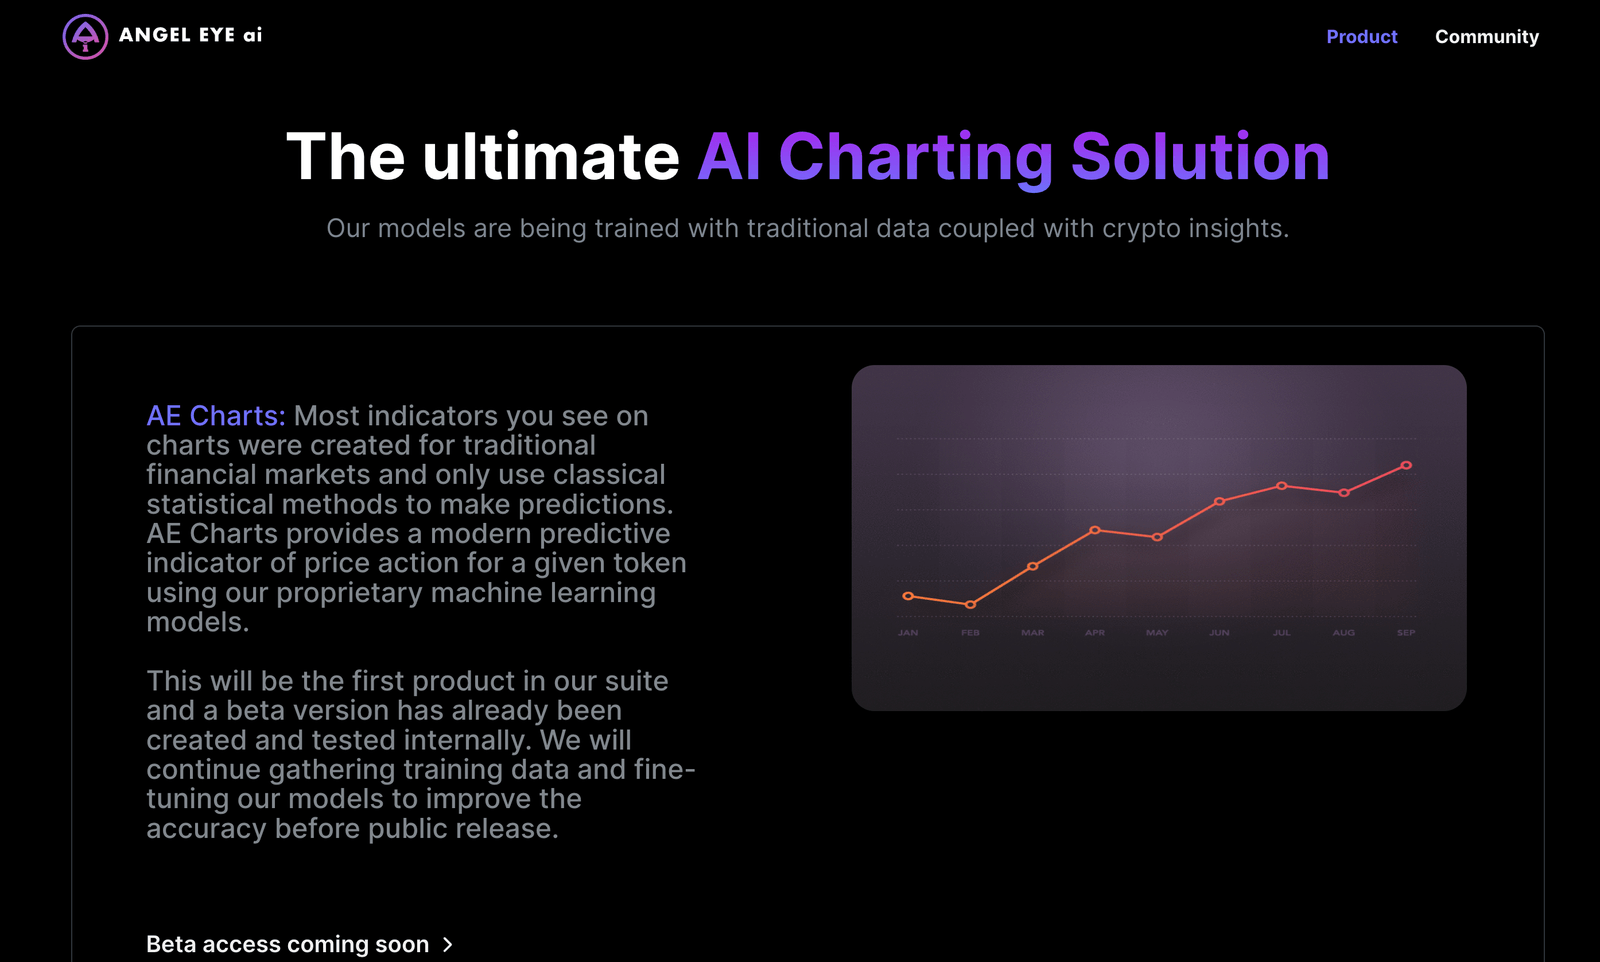 ANGEL EYE ai
Product
Community
The ultimate AI Charting Solution
Our models are being trained with traditional data coupled with crypto insights.
AE Charts: Most indicators you see on
charts were created for traditional
financial markets and only use classical
statistical methods to make predictions.
AE Charts provides a modern predictive
indicator of price action for a given token
using our proprietary machine learning
models.
This will be the first product in our suite
and a beta version has already been
created and tested internally. We will
continue gathering training data and fine-
tuning our models to improve the
accuracy before public release.
Beta access coming soon
JAN FEB MAR APR MAY JUN JUL AUG SEP